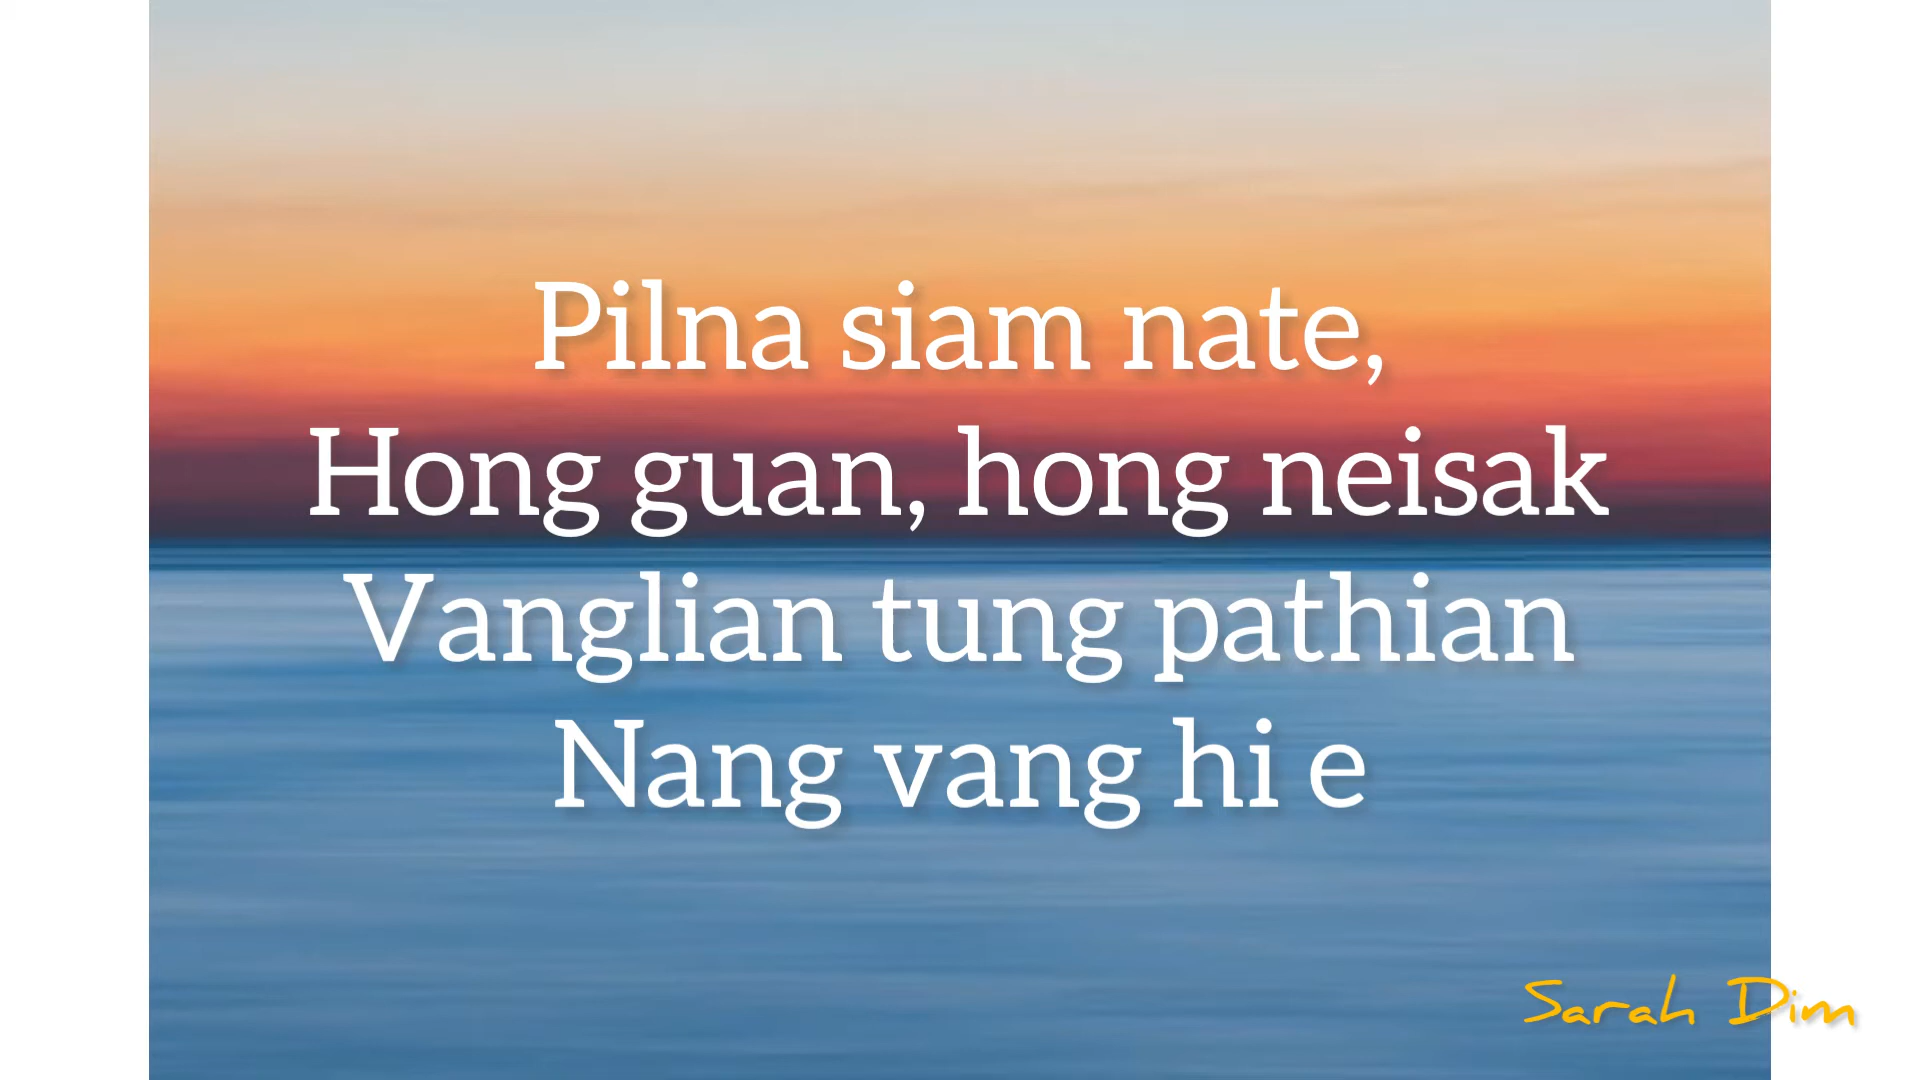 Pilna siam nate,
Hong guan, hong neisak
Vanglian tung pathian
Nang vang hi e
Sarah Dim